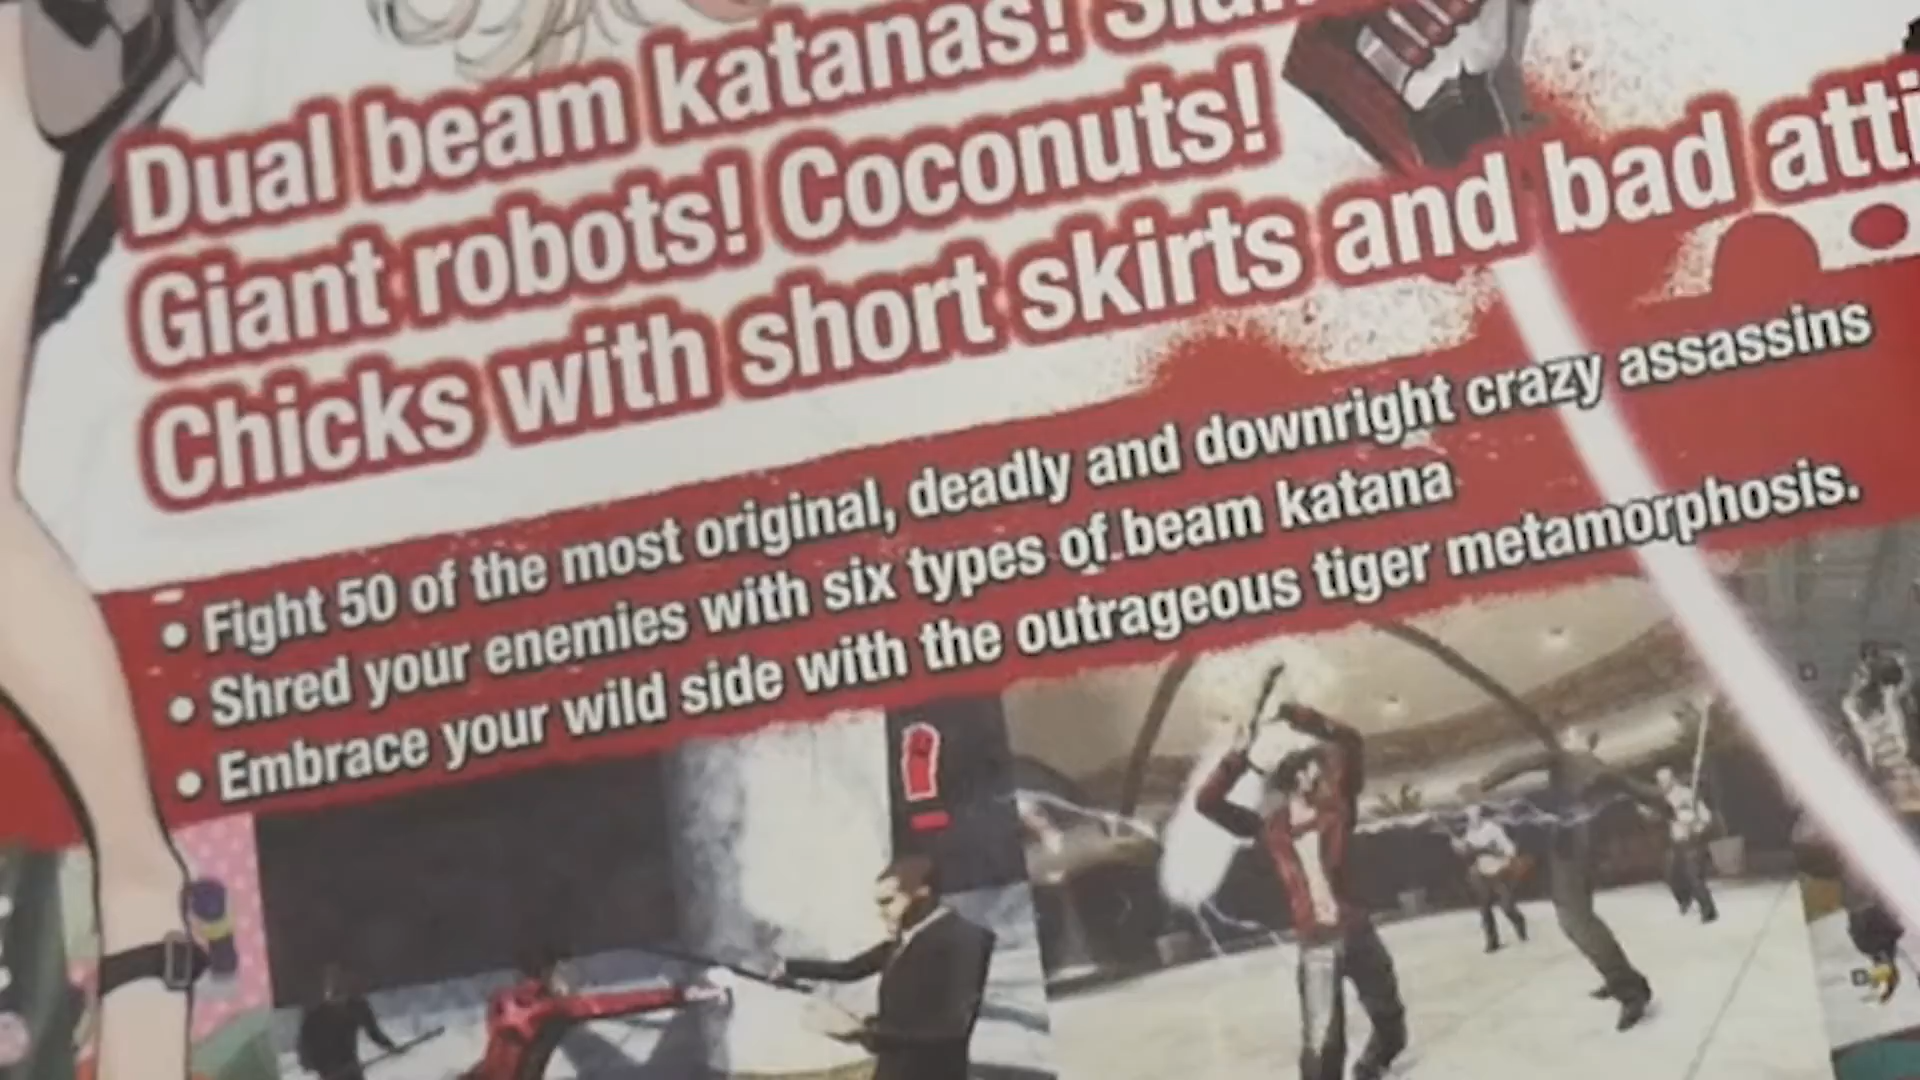 Dual beam katanas!
Giant robots! Coconuts!
Chicks with short skirts and bad
• Fight 50 of the most original, deadly and downright crazy assassins
• Shred your enemies with six types of beam katana
• Embrace your wild side with the outrageous tiger metamorphosis.